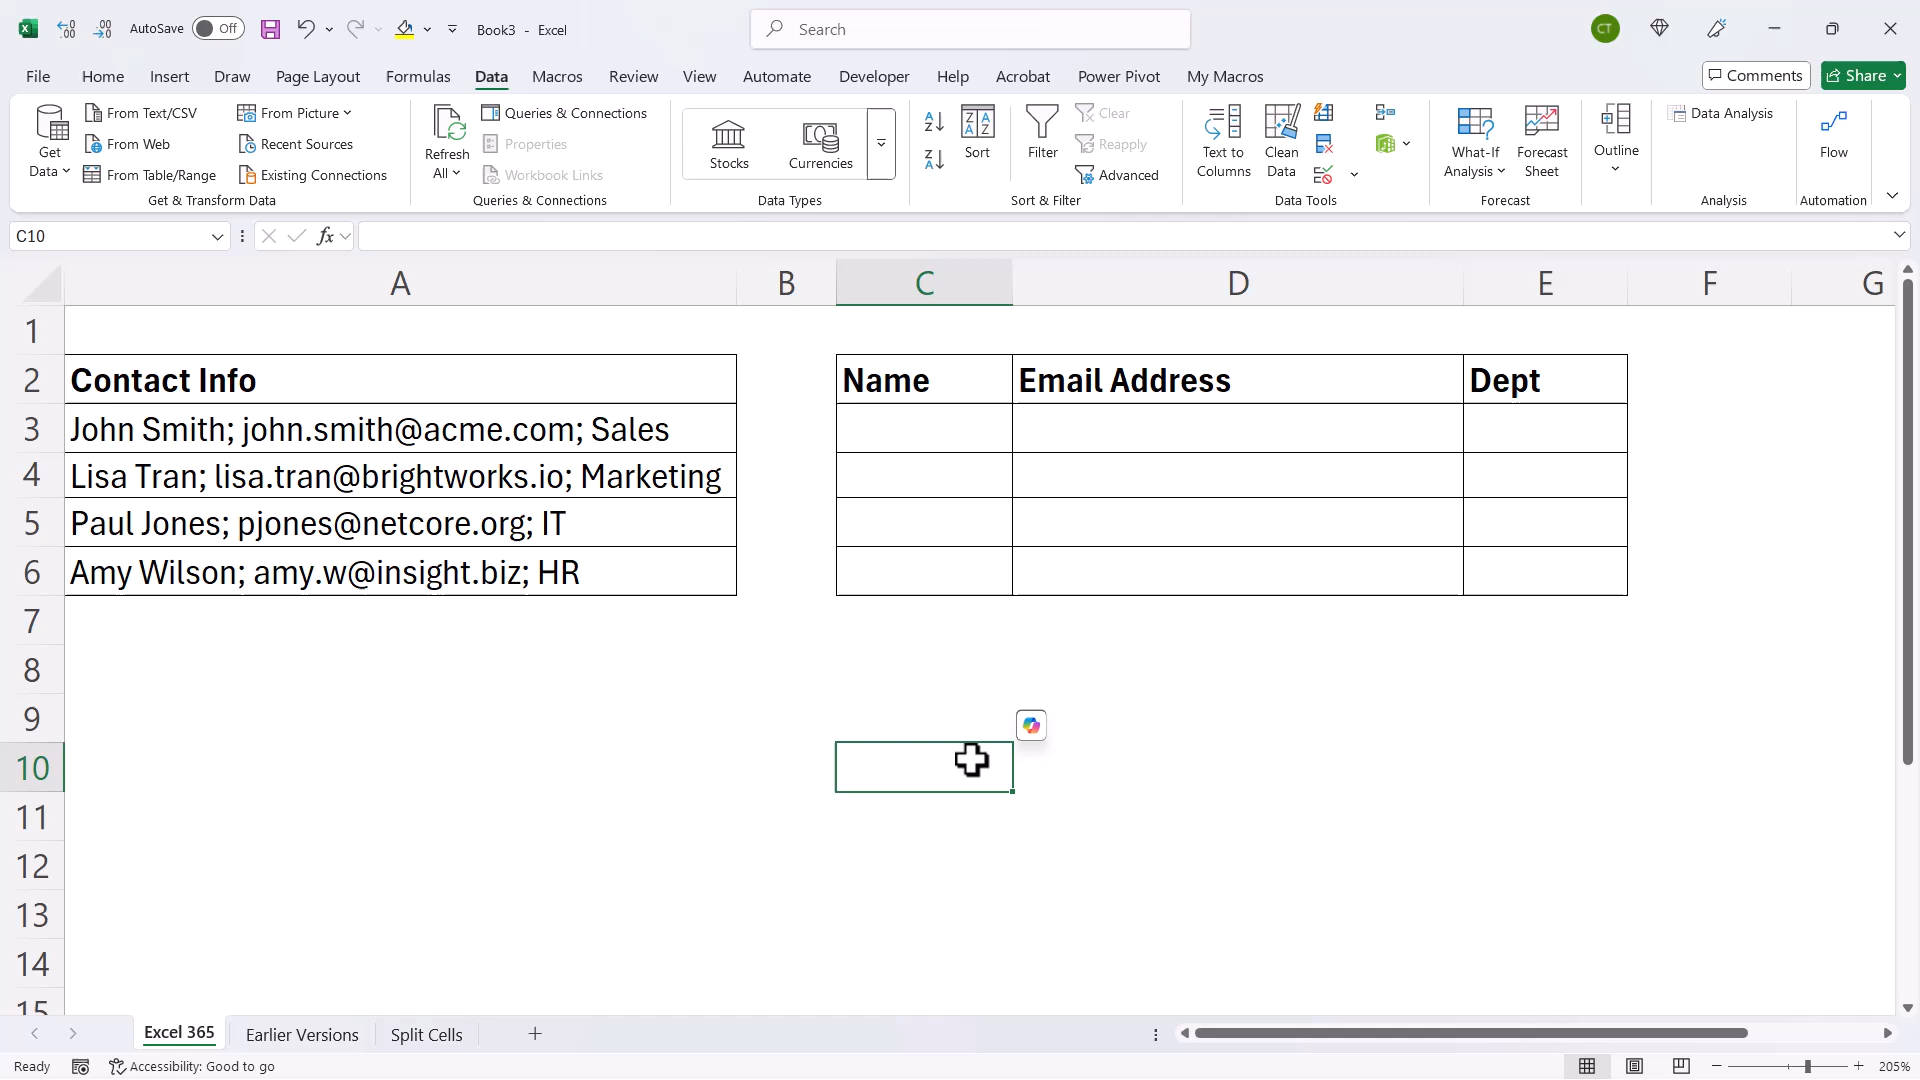 AutoSave Off Book3 - Excel Search CT
File Home Insert Draw Page Layout Formulas Data Macros Review View Automate Developer Help Acrobat Power Pivot My Macros Comments Share
Get Data
From Text/CSV
From Web
From Table/Range
From Picture
Recent Sources
Existing Connections
Get & Transform Data
Refresh All
Queries & Connections
Properties
Workbook Links
Queries & Connections
Stocks
Currencies
Data Types
Sort
Filter
Clear
Reapply
Advanced
Sort & Filter
Text to Columns
Clean Data
Data Tools
What-If Analysis
Forecast Sheet
Forecast
Outline
Data Analysis
Analysis
Flow
Automation
C10 fx
A B C D E F G
1
2 Contact Info Name Email Address Dept
3 John Smith; john.smith@acme.com; Sales
4 Lisa Tran; lisa.tran@brightworks.io; Marketing
5 Paul Jones; pjones@netcore.org; IT
6 Amy Wilson; amy.w@insight.biz; HR
7
8
9
10
11
12
13
14
15
Excel 365 Earlier Versions Split Cells
Ready Accessibility: Good to go 205%